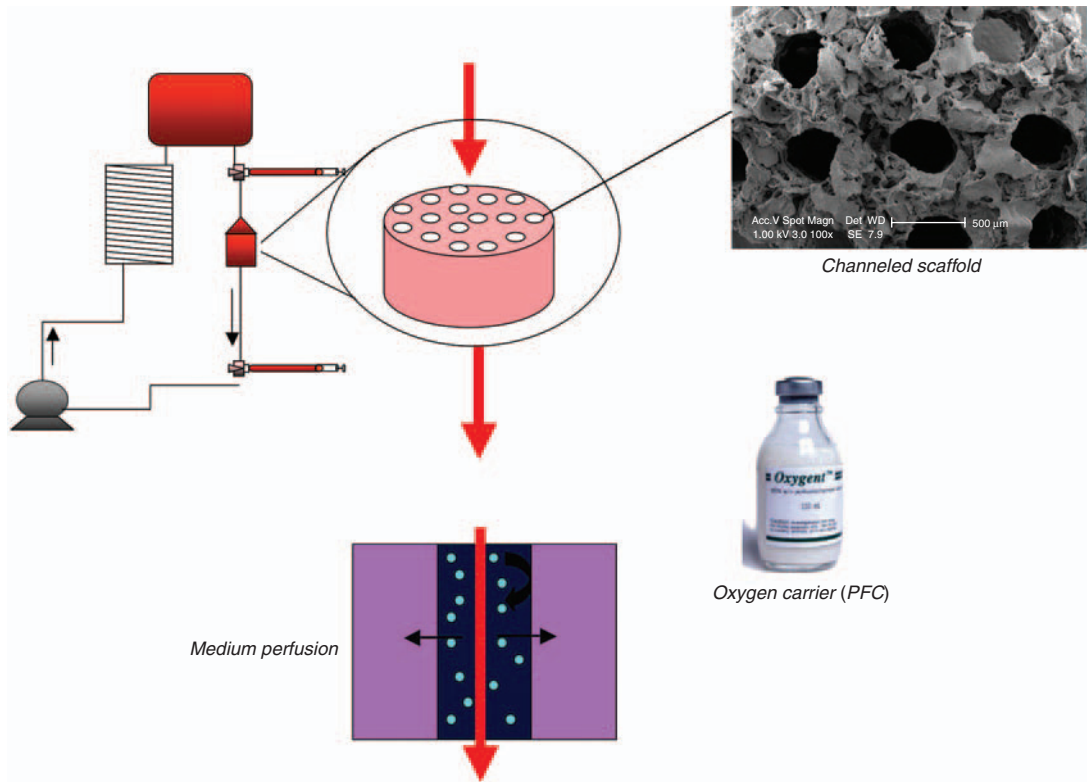 Acc.V Spot Magn Det WD
1.00 kV 3.0 100x SE 7.9
500 µm
Channeled scaffold
Oxygent™
Oxygen carrier (PFC)
Medium perfusion